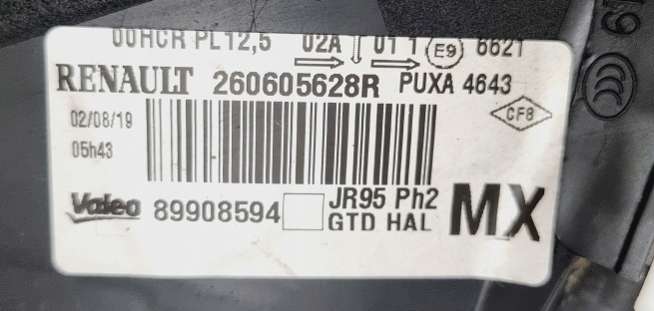 00HCR PL12,5 02A 01 1 E9 6621
RENAULT 260605628R PUXA 4643
CF8
02/08/19
05h43
Valeo 89908594 JR95 Ph2
GTD HAL MX
CCC